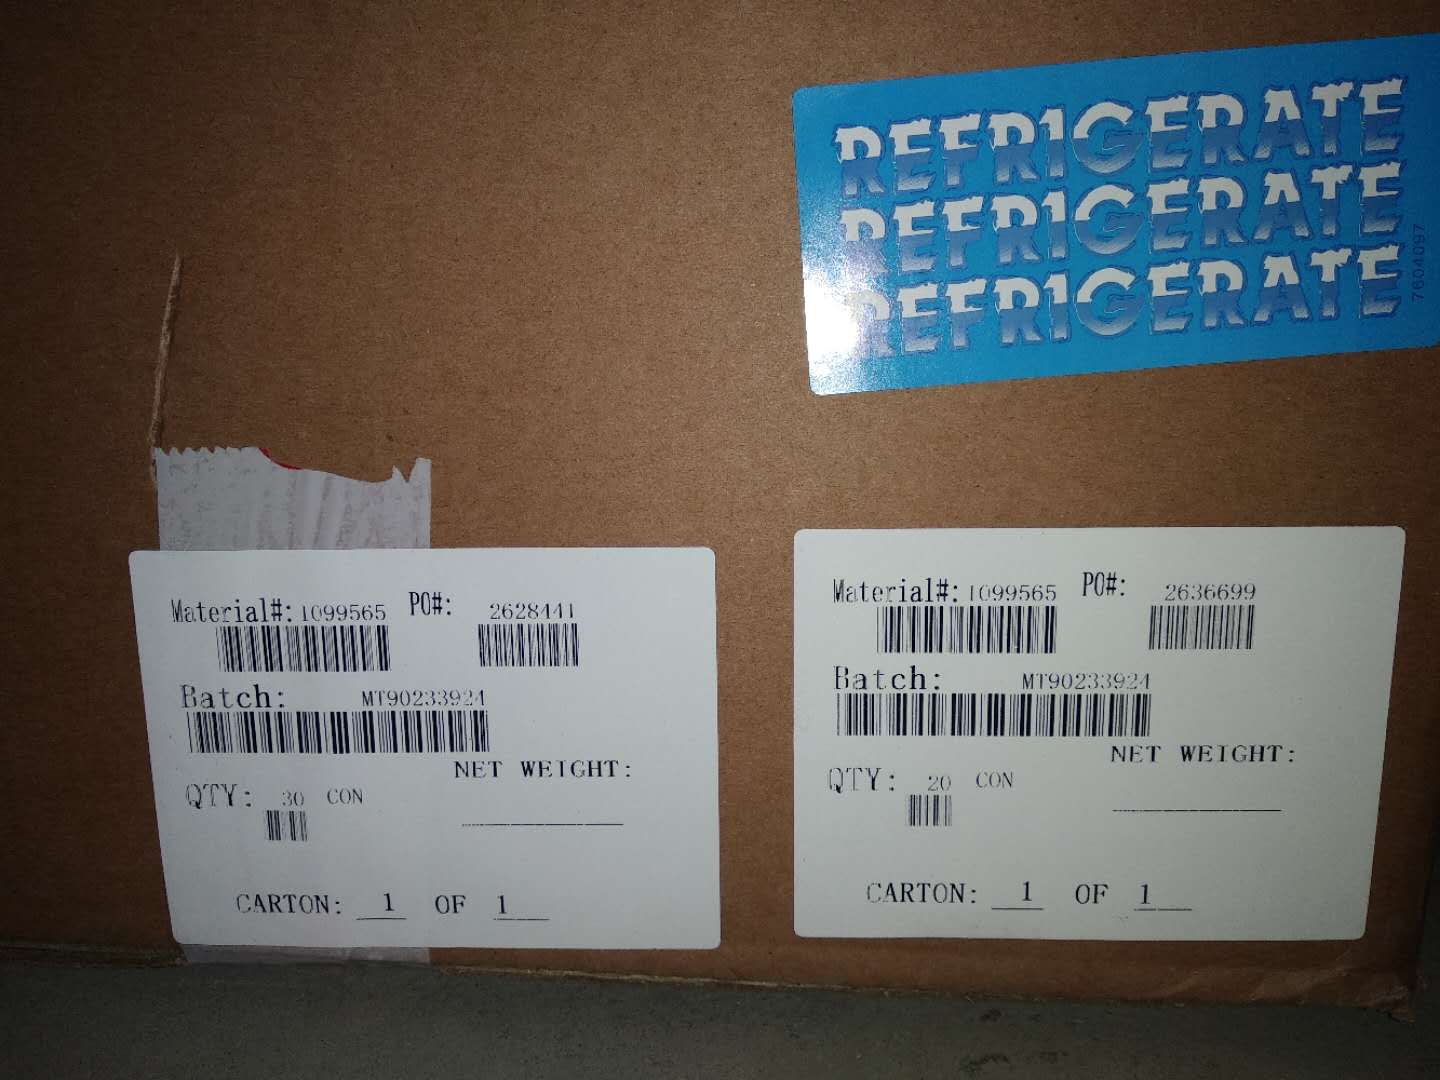 REFRIGERATE
REFRIGERATE
REFRIGERATE
7604097
Material#: 1099565 PO#: 2628441
Batch: MT90233924
NET WEIGHT:
QTY: 30 CON
CARTON: 1 OF 1
Material#: 1099565 PO#: 2636699
Batch: MT90233924
NET WEIGHT:
QTY: 20 CON
CARTON: 1 OF 1